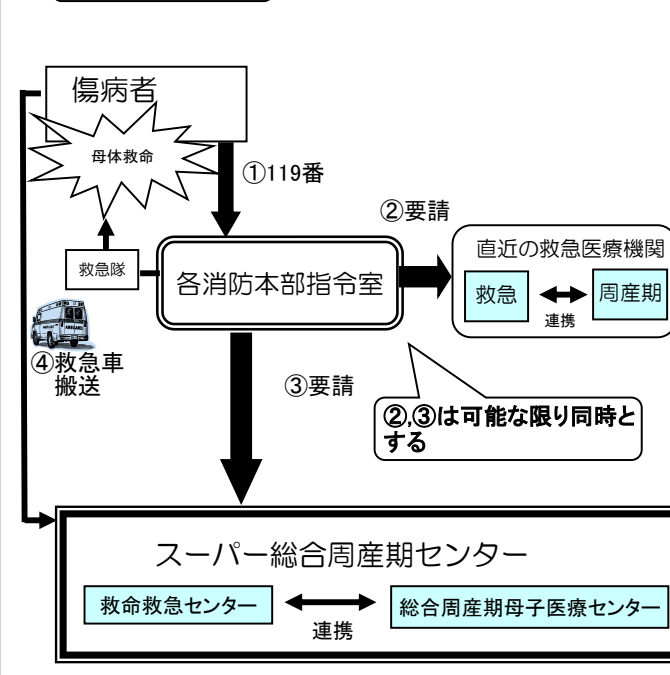 傷病者
母体救命
①119番
②要請
救急隊
各消防本部指令室
直近の救急医療機関
救急
周産期
連携
④救急車
搬送
③要請
②,③は可能な限り同時と
する
スーパー総合周産期センター
救命救急センター
総合周産期母子医療センター
連携